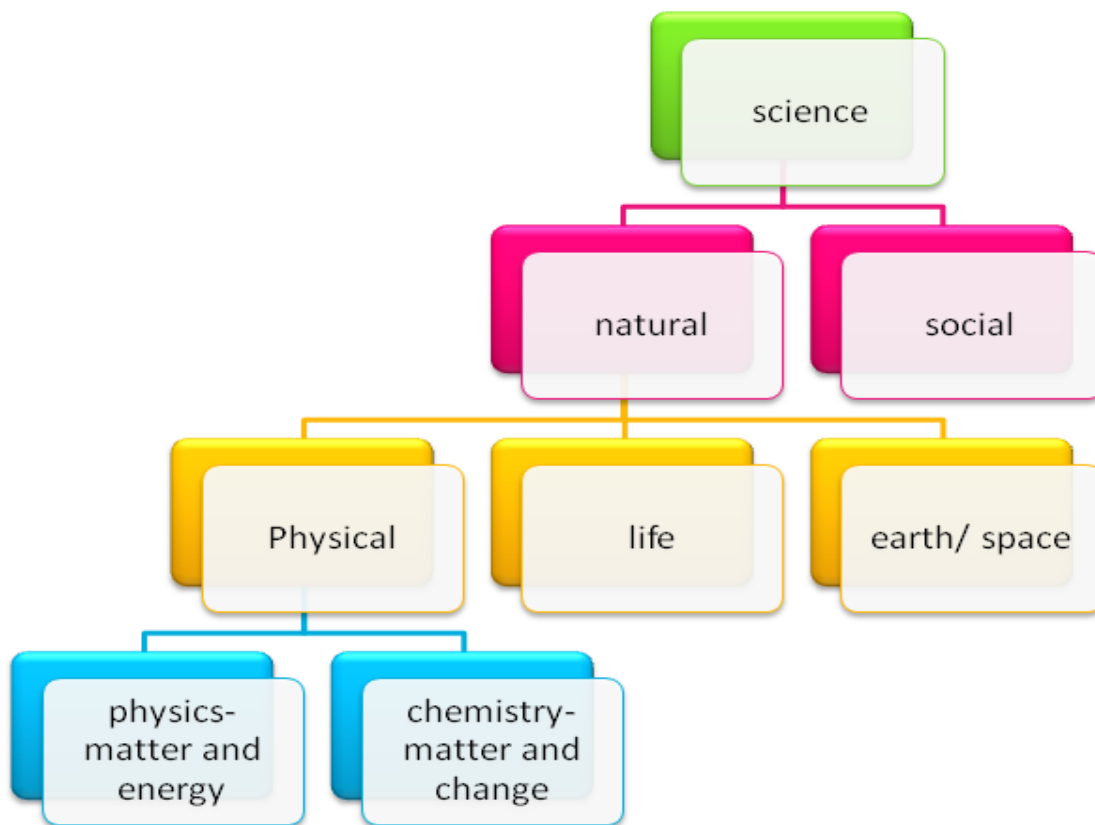 science
natural
social
Physical
life
earth/ space
physics-
matter and
energy
chemistry-
matter and
change